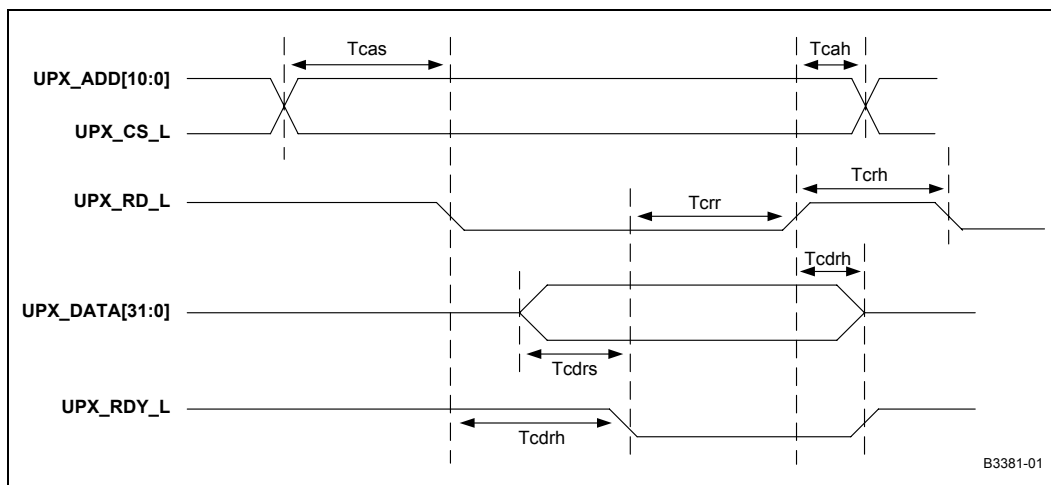 Tcas
Tcah
UPX_ADD[10:0]
UPX_CS_L
Tcrh
UPX_RD_L
Tcrr
Tcdrh
UPX_DATA[31:0]
Tcdrs
UPX_RDY_L
Tcdrh
B3381-01